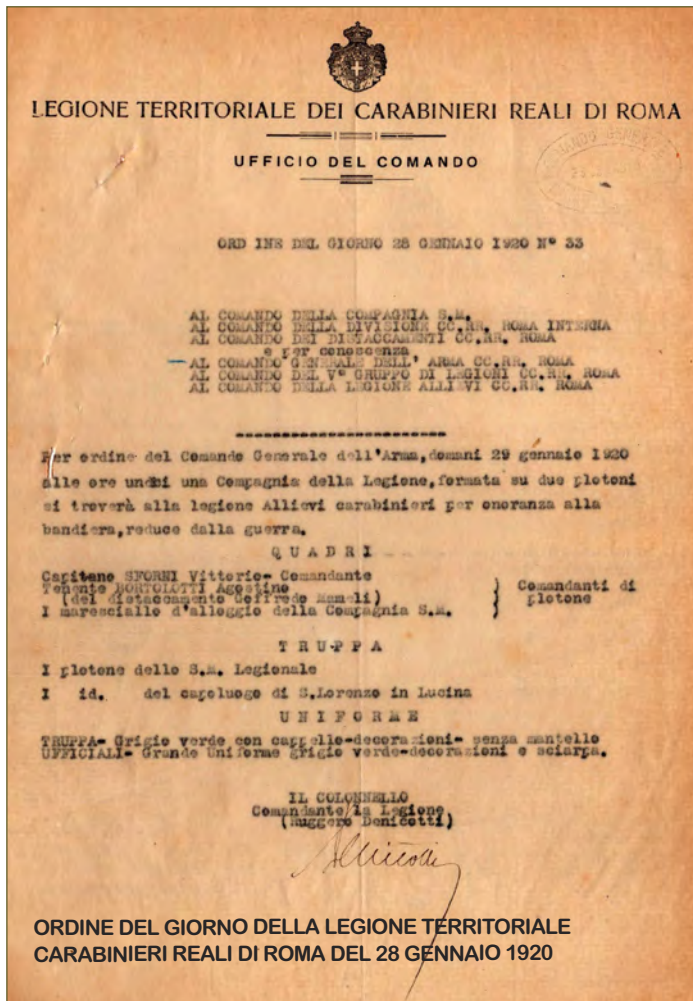 LEGIONE TERRITORIALE DEI CARABINIERI REALI DI ROMA
UFFICIO DEL COMANDO
ORD INE DEL GIORNO 28 GENNAIO 1920 N° 33
AL COMANDO DELLA COMPAGNIA S.M.
AL COMANDO DELLA DIVISIONE CC.RR. ROMA INTERNA
AL COMANDO DEI DISTACCAMENTI CC.RR. ROMA
e per conoscenza,
AL COMANDO GENERALE DELL' ARMA CC.RR. ROMA
AL COMANDO DEL V° GRUPPO DI LEGIONI CC.RR. ROMA
AL COMANDO DELLA LEGIONE ALLIEVI CC.RR. ROMA
Per ordine del Comando Generale dell'Arma, domani 29 gennaio 1920
alle ore undici una Compagnia della Legione, formata su due plotoni
si troverà alla legione Allievi carabinieri per onoranza alla
bandiera, reduce dalla guerra.
QUADRI
Capitano SFORNI Vittorio- Comandante
Tenente BORTOLOTTI Agostino
(del distaccamento Goffredo Mameli)
I maresciallo d'alloggio della Compagnia S.M.
Comandanti di
plotone
TRUPPA
I plotone dello S.M. Legionale
I id. del capoluogo di S.Lorenzo in Lucina
UNIFORME
TRUPPA- Grigio verde con cappello-decorazioni- senza mantello
UFFICIALI- Grande Uniforme grigio verde-decorazioni e sciarpa.
IL COLONNELLO
Comandante la Legione
(Ruggero Denicotti)
ORDINE DEL GIORNO DELLA LEGIONE TERRITORIALE
CARABINIERI REALI DI ROMA DEL 28 GENNAIO 1920